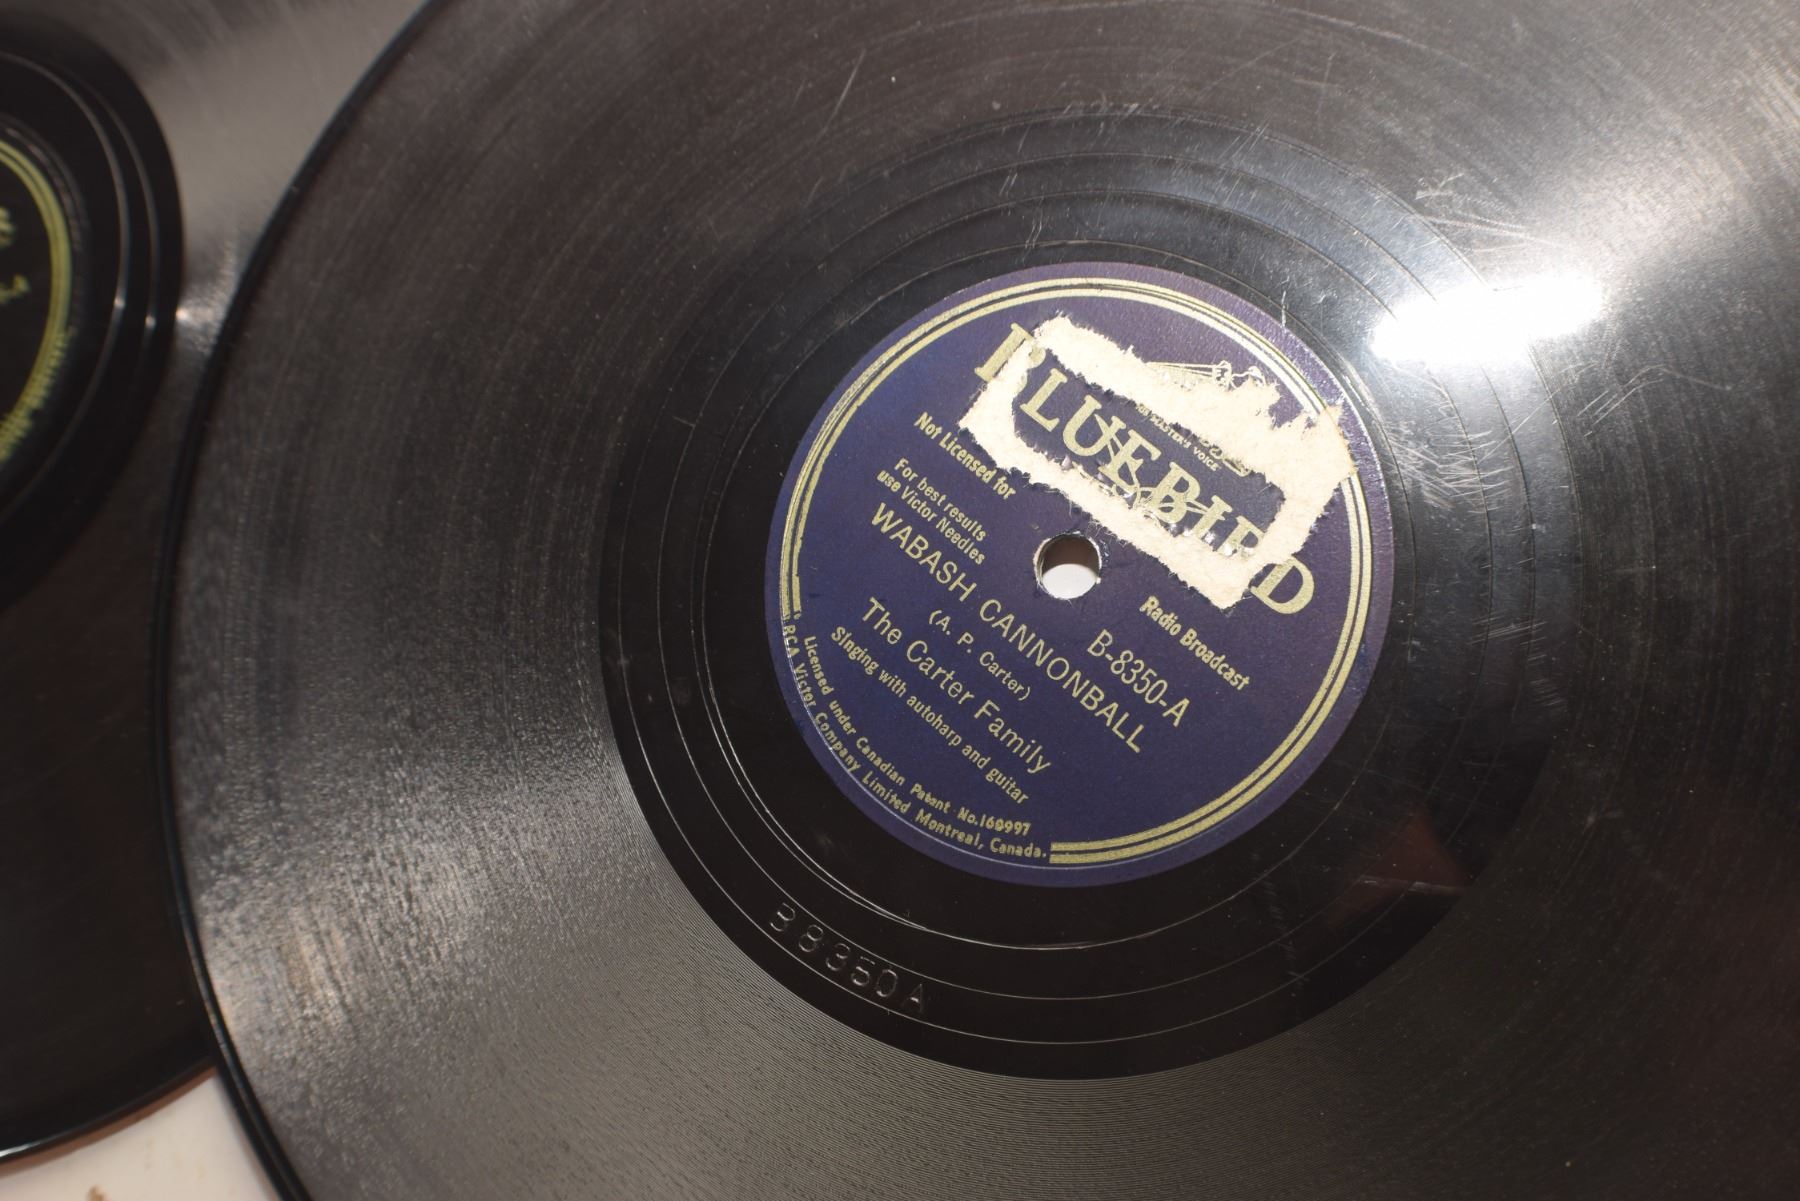 BLUEBIRD
HIS MASTER'S VOICE
Not Licensed for Radio Broadcast
For best results
use Victor Needles
B-8350-A
WABASH CANNONBALL
(A. P. Carter)
The Carter Family
Singing with autoharp and guitar
Licensed under Canadian Patent No.160997
RCA Victor Company Limited Montreal, Canada.
B8350A